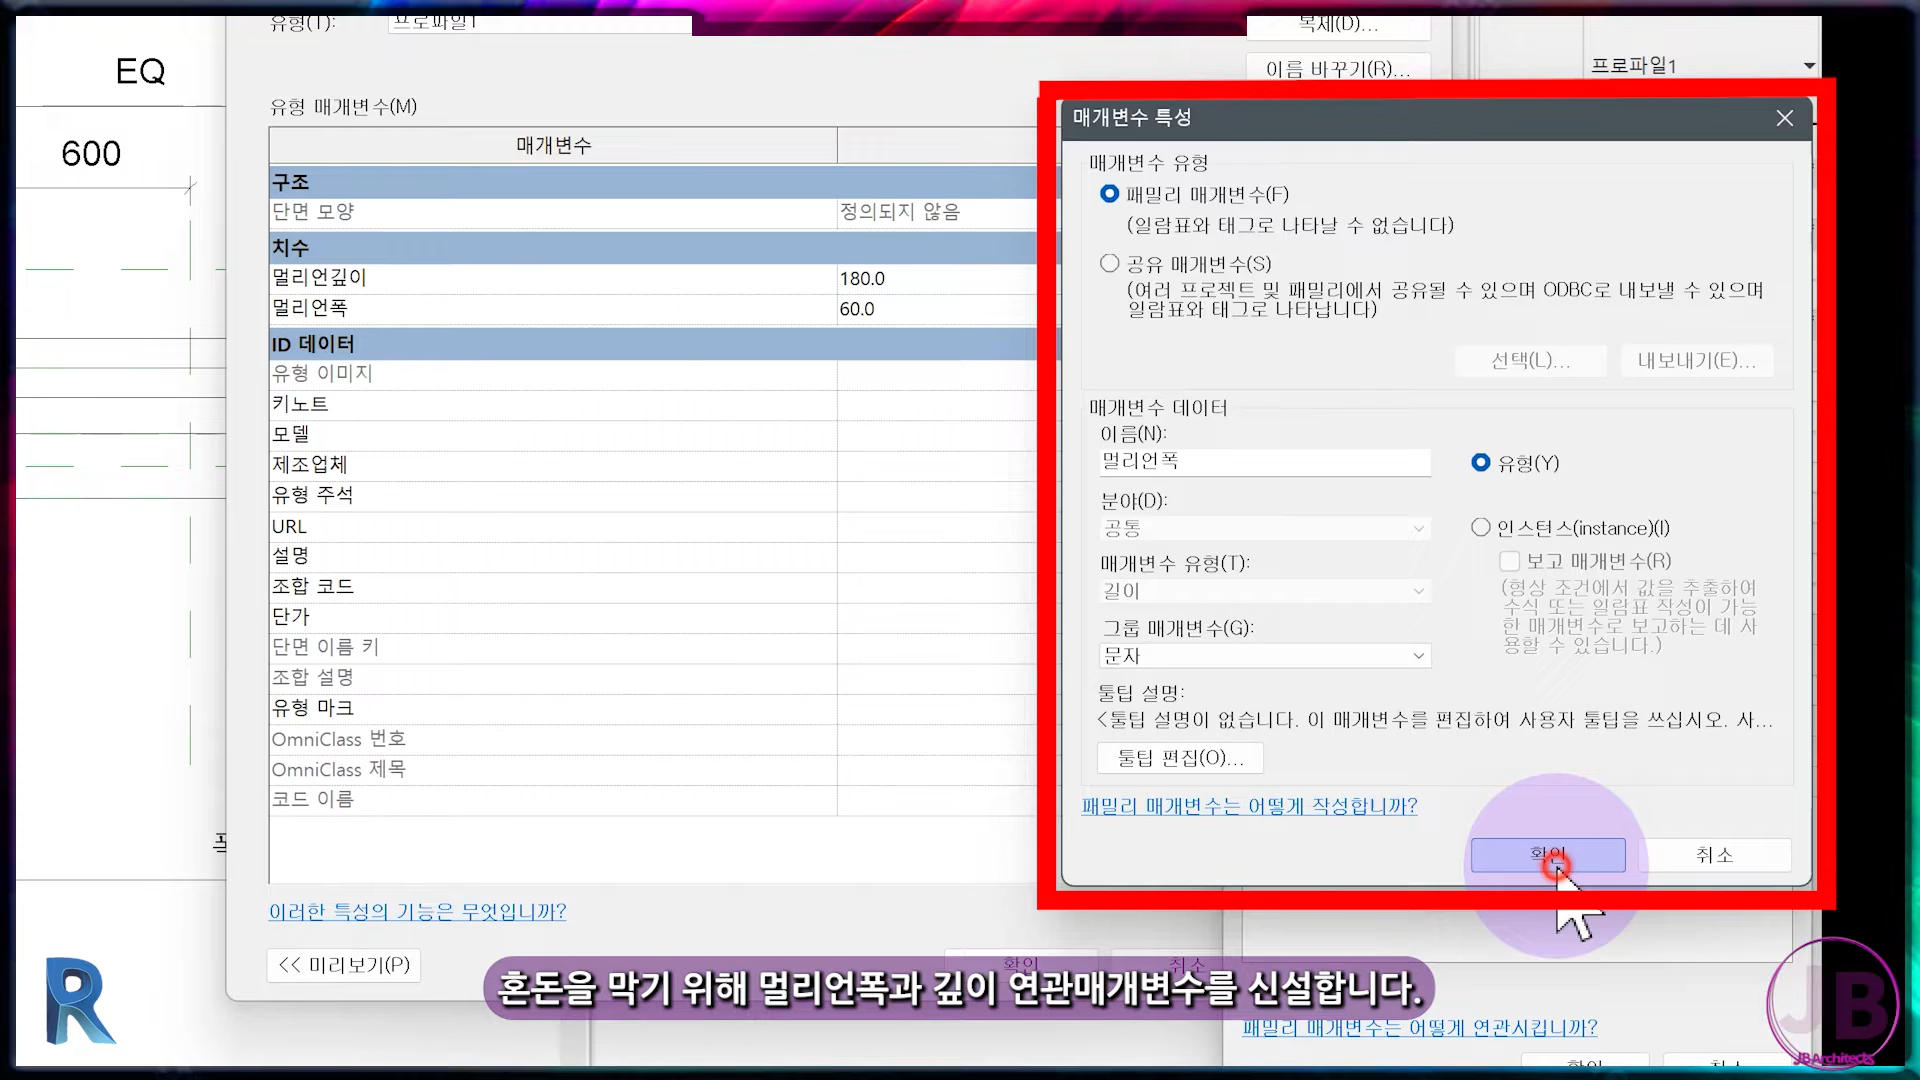 유형(T):
프로파일1
복제(D)...
EQ
이름 바꾸기(R)...
프로파일1
유형 매개변수(M)
매개변수
600
구조
단면 모양
정의되지 않음
치수
멀리언깊이
180.0
멀리언폭
60.0
ID 데이터
유형 이미지
키노트
모델
제조업체
유형 주석
URL
설명
조합 코드
단가
단면 이름 키
조합 설명
유형 마크
OmniClass 번호
OmniClass 제목
코드 이름
이러한 특성의 기능은 무엇입니까?
<< 미리보기(P)
확인
취소
매개변수 특성
매개변수 유형
패밀리 매개변수(F)
(일람표와 태그로 나타날 수 없습니다)
공유 매개변수(S)
(여러 프로젝트 및 패밀리에서 공유될 수 있으며 ODBC로 내보낼 수 있으며
일람표와 태그로 나타납니다)
선택(L)...
내보내기(E)...
매개변수 데이터
이름(N):
멀리언폭
유형(Y)
분야(D):
공통
인스턴스(instance)(I)
매개변수 유형(T):
보고 매개변수(R)
길이
(형상 조건에서 값을 추출하여
수식 또는 일람표 작성이 가능
한 매개변수로 보고하는 데 사
용할 수 있습니다.)
그룹 매개변수(G):
문자
툴팁 설명:
<툴팁 설명이 없습니다. 이 매개변수를 편집하여 사용자 툴팁을 쓰십시오. 사...
툴팁 편집(O)...
패밀리 매개변수는 어떻게 작성합니까?
확인
취소
혼돈을 막기 위해 멀리언폭과 깊이 연관매개변수를 신설합니다.
패밀리 매개변수는 어떻게 연관시킵니까?
확인
취소
R
JB
JB Architects